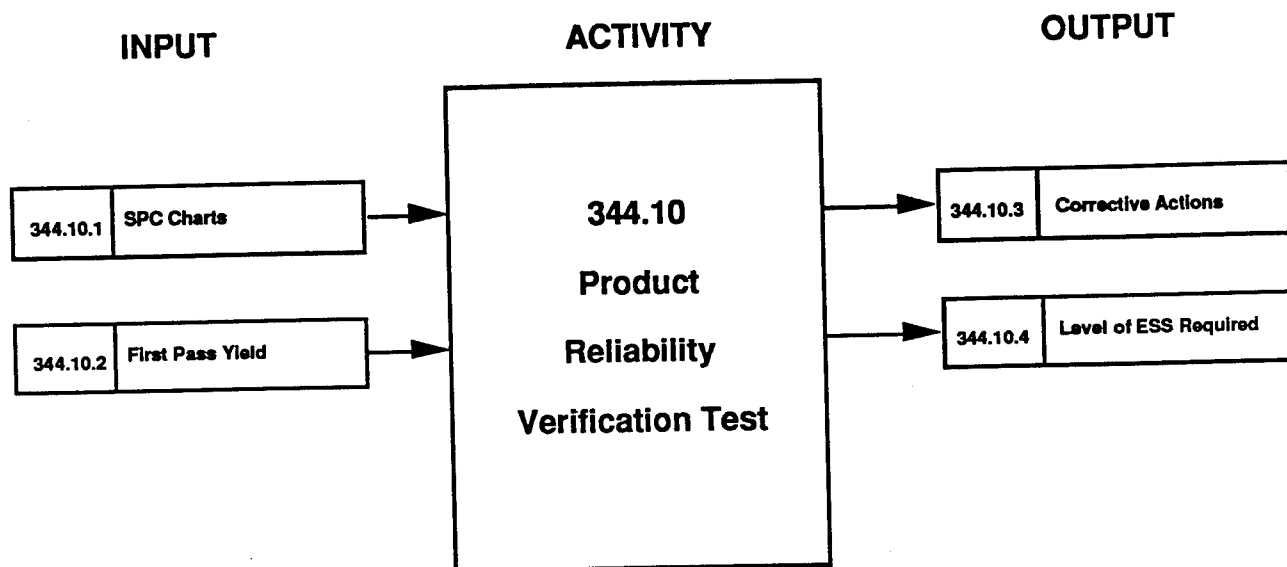 INPUT
ACTIVITY
OUTPUT
344.10.1
SPC Charts
344.10.2
First Pass Yield
344.10
Product
Reliability
Verification Test
344.10.3
Corrective Actions
344.10.4
Level of ESS Required